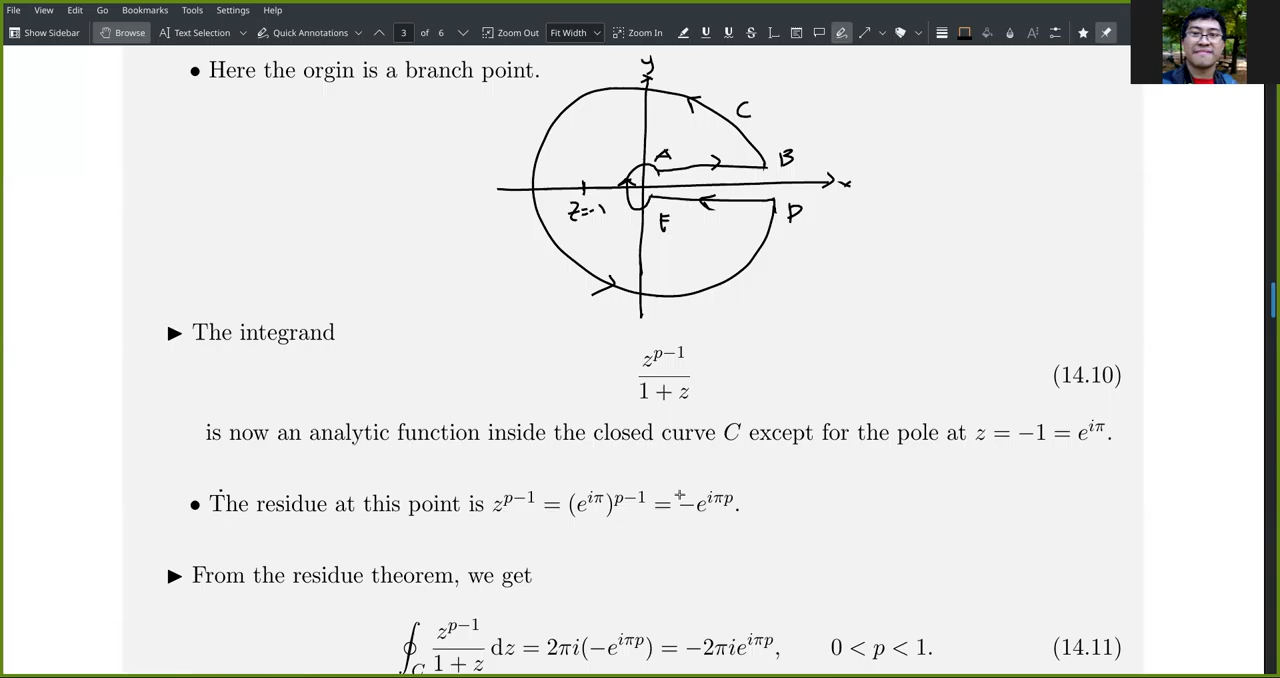 File View Edit Go Bookmarks Tools Settings Help
Show Sidebar Browse Text Selection Quick Annotations 3 of 6 Zoom Out Fit Width Zoom In
• Here the orgin is a branch point.
y
C
A B
x
z=-1 E D
▶ The integrand
z^{p−1}/(1 + z) (14.10)
is now an analytic function inside the closed curve C except for the pole at z = −1 = e^{iπ}.
• The residue at this point is z^{p−1} = (e^{iπ})^{p−1} = −e^{iπp}.
▶ From the residue theorem, we get
∮_C z^{p−1}/(1 + z) dz = 2πi(−e^{iπp}) = −2πie^{iπp}, 0 < p < 1. (14.11)